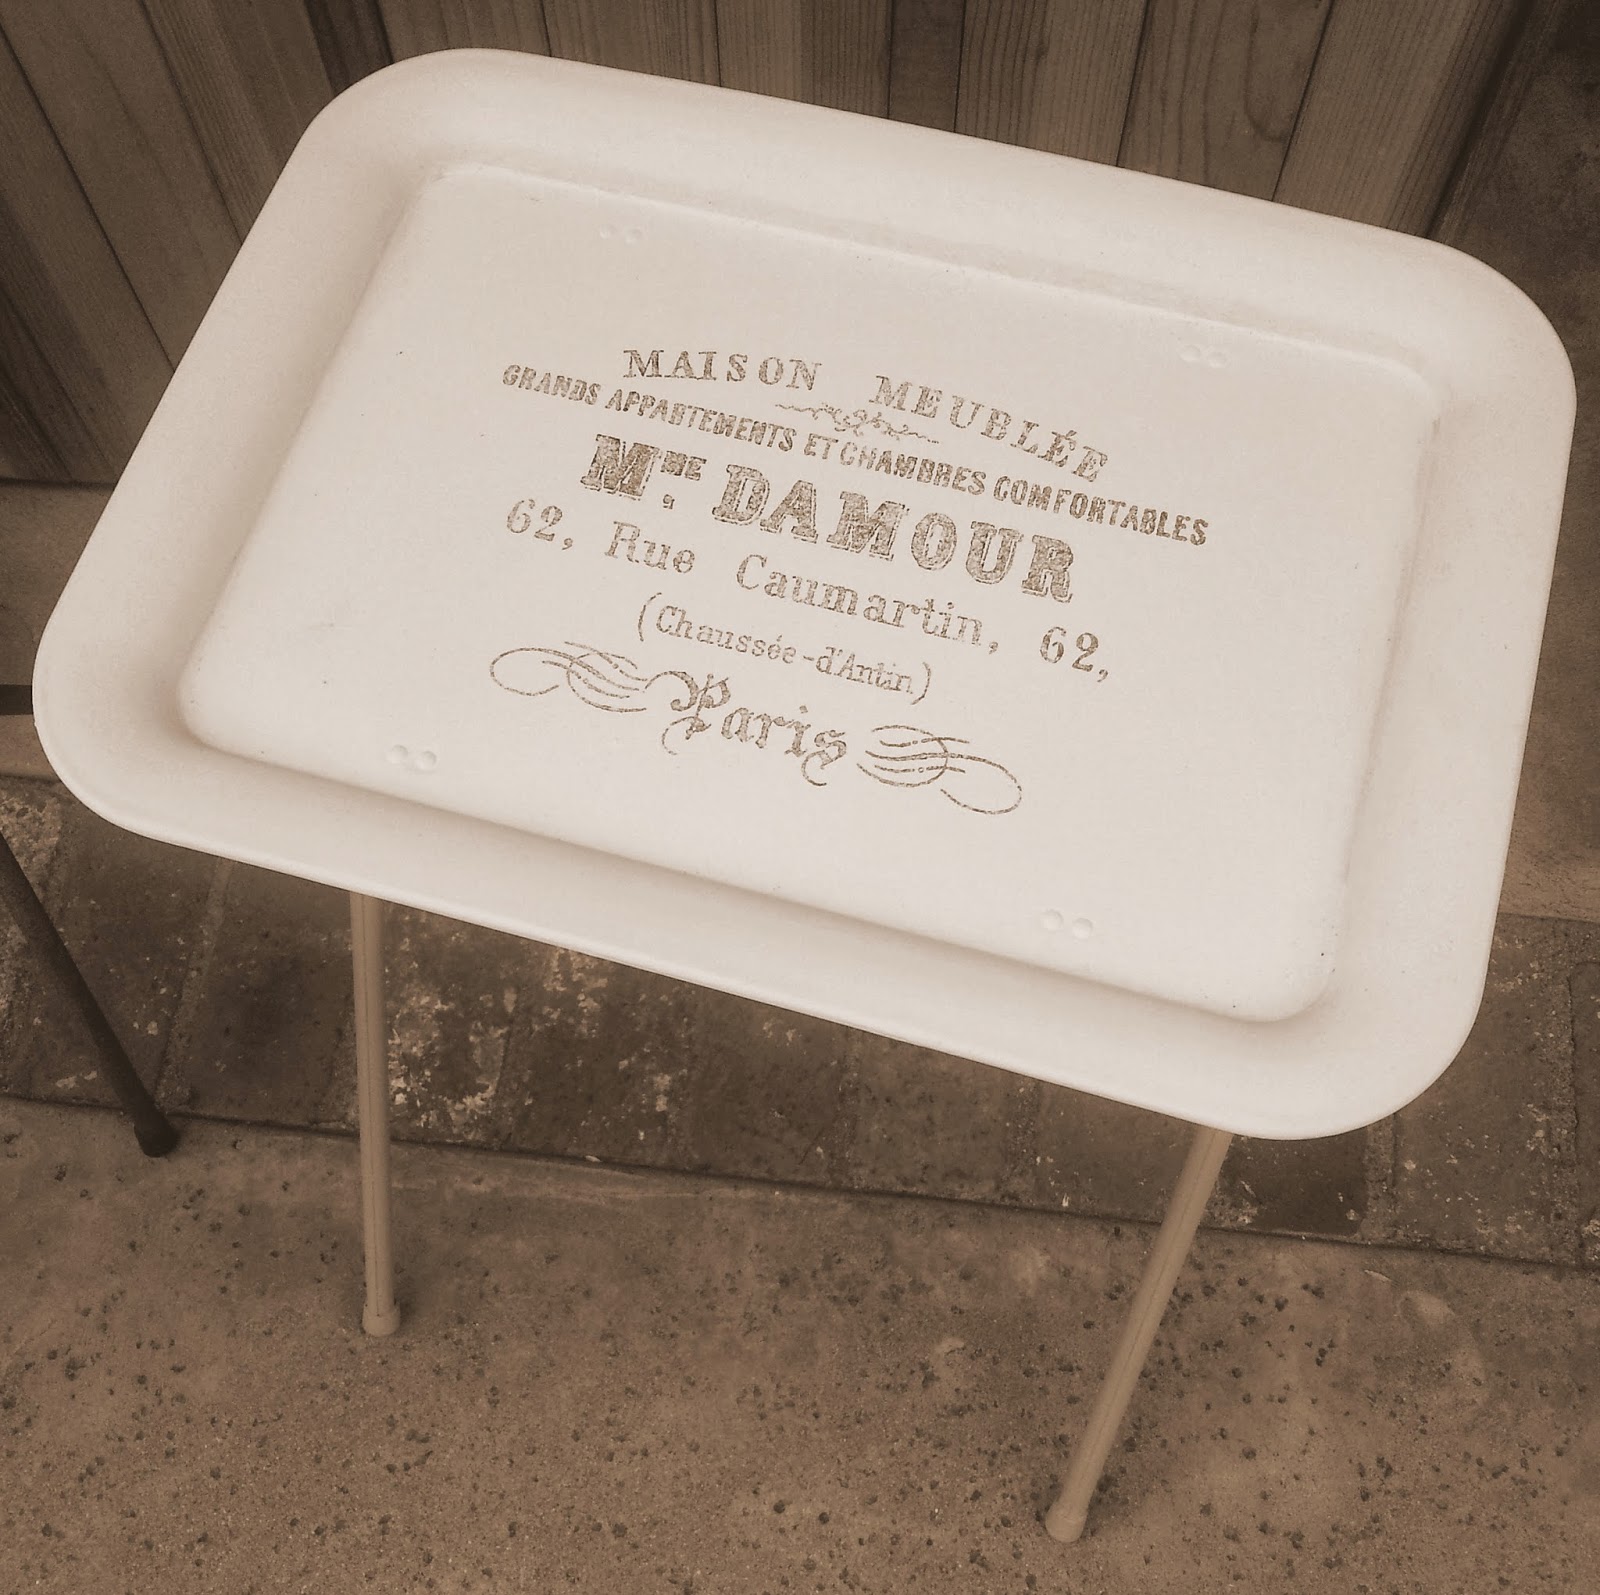 MAISON MEUBLÉE
GRANDS APPARTEMENTS ET CHAMBRES COMFORTABLES
MME. DAMOUR
62, Rue Caumartin, 62,
(Chaussée-d'Antin)
Paris